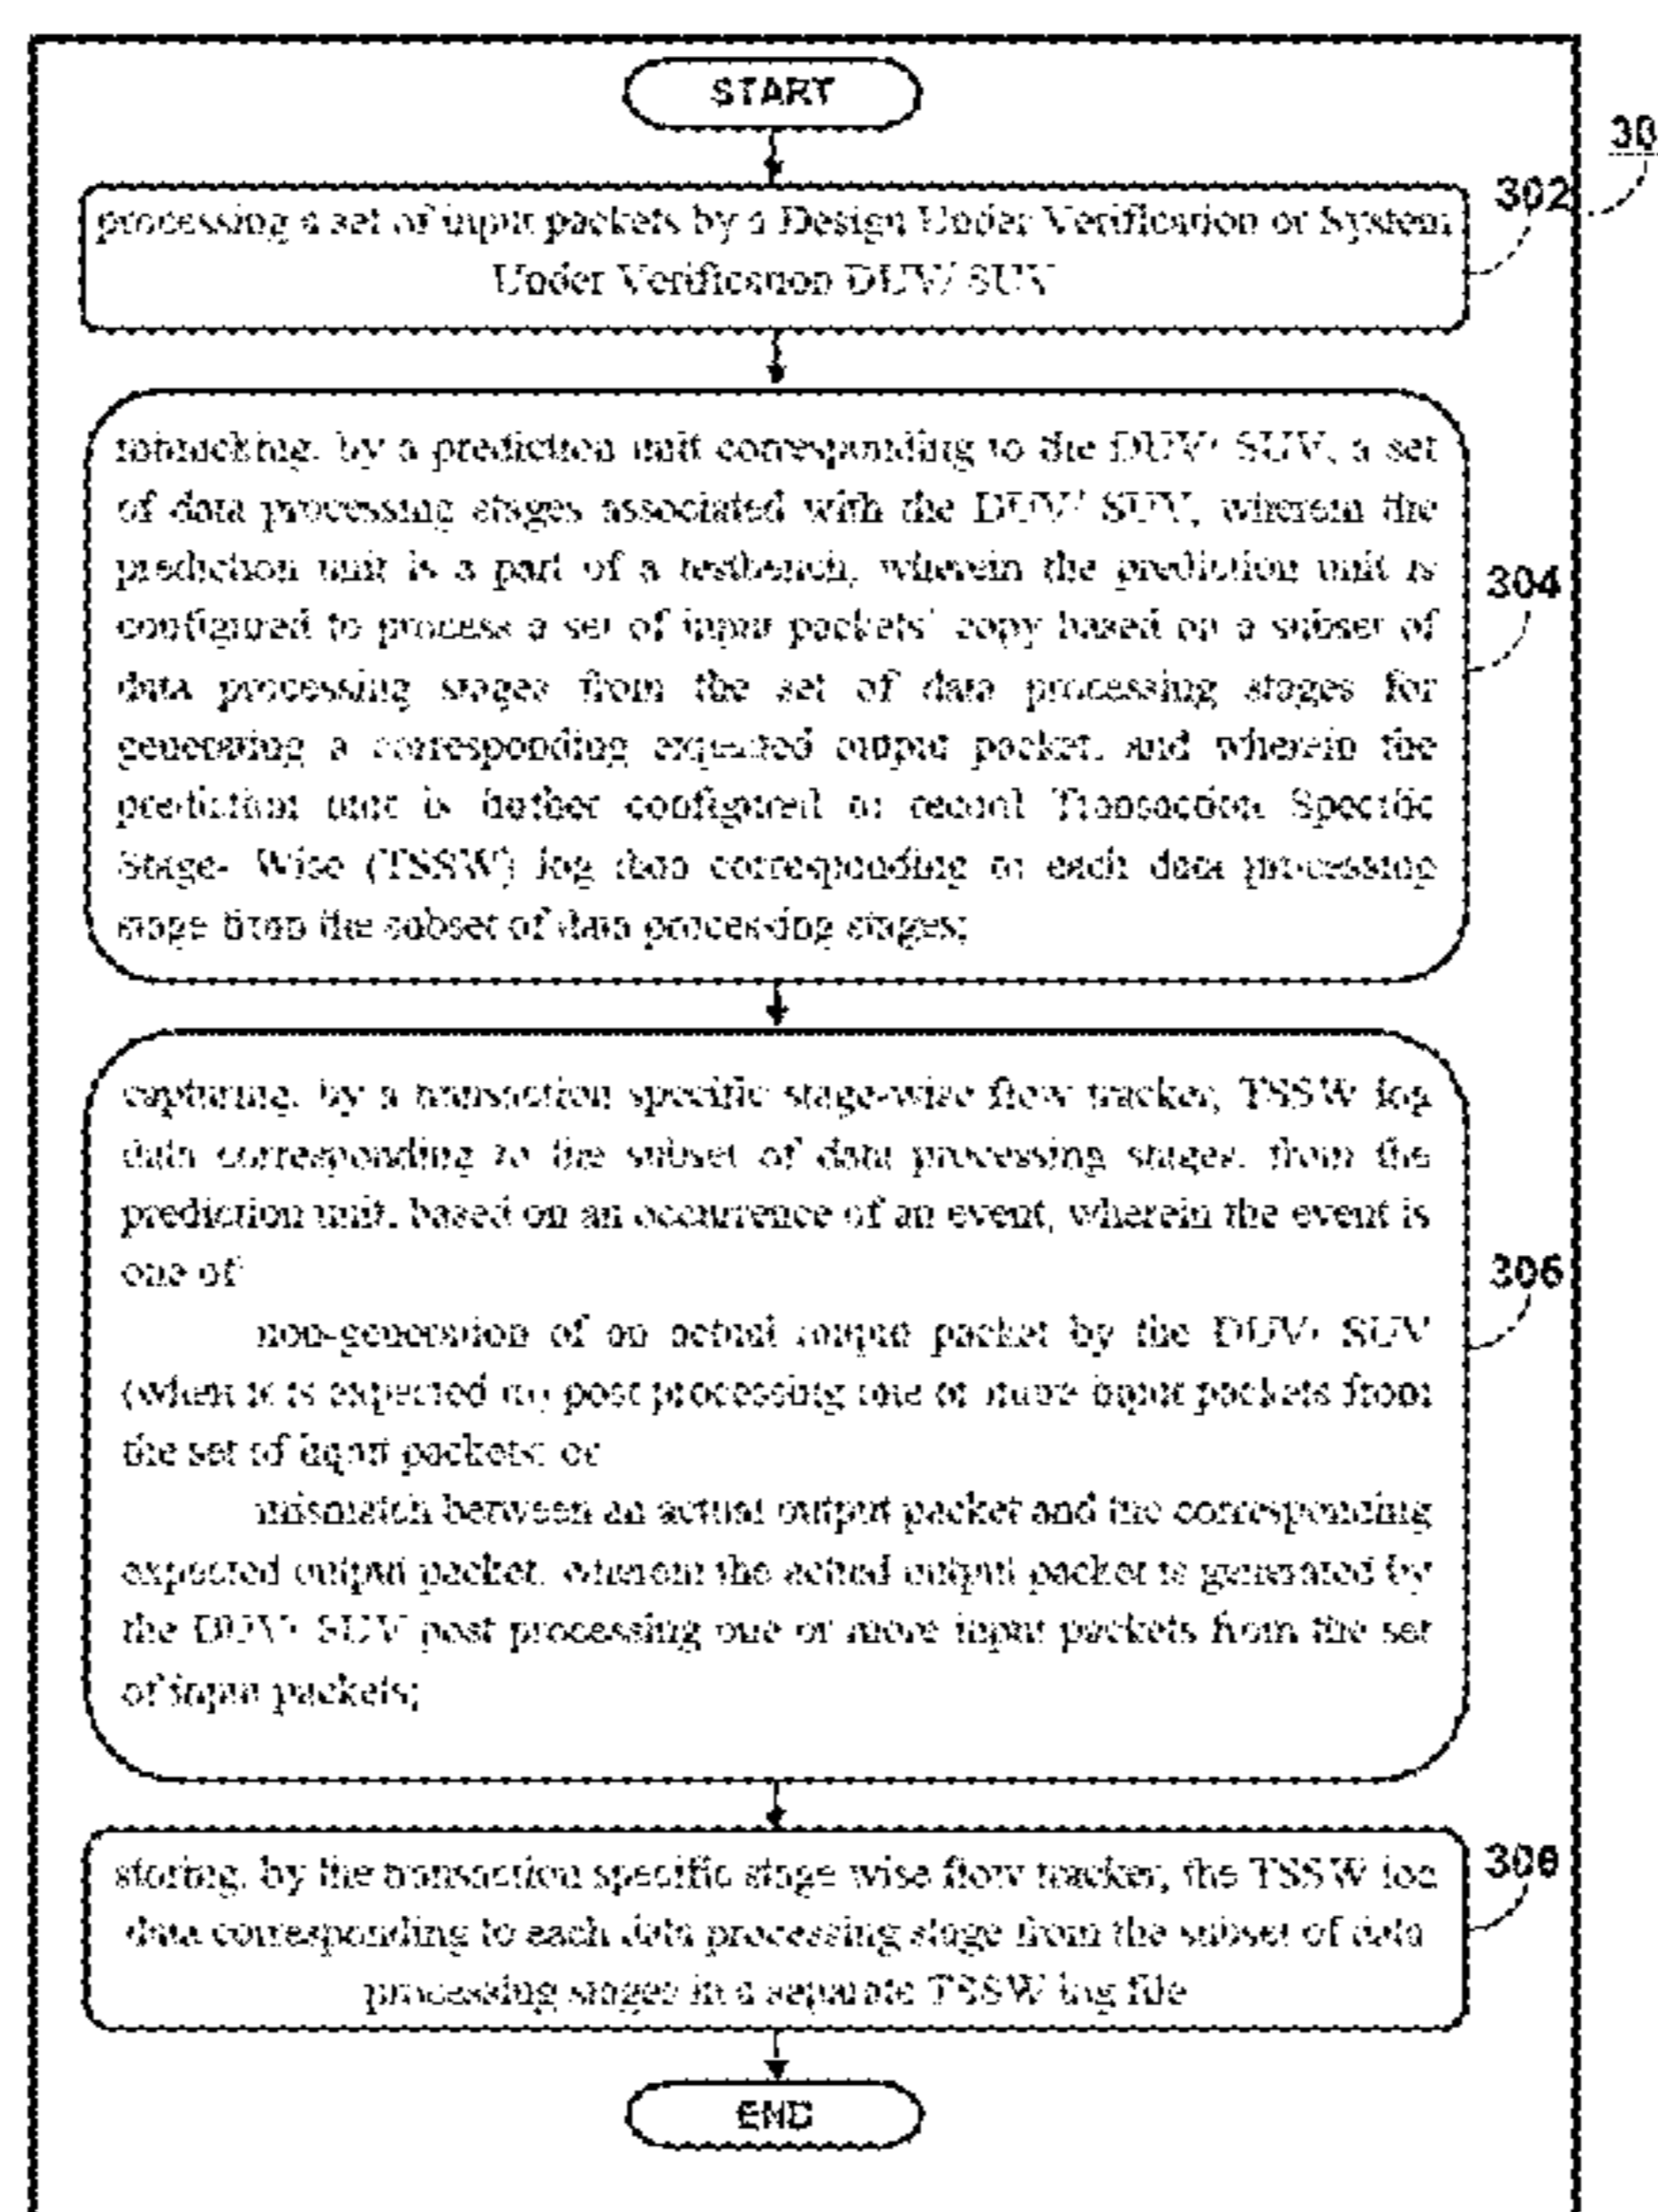 START
30
302
processing a set of input packets by a Design Under Verification or System
Under Verification DUV/ SUV
mimicking, by a prediction unit corresponding to the DUV/ SUV, a set
of data processing stages associated with the DUV/ SUV, wherein the
prediction unit is a part of a testbench, wherein the prediction unit is
configured to process a set of input packets' copy based on a subset of
data processing stages from the set of data processing stages for
generating a corresponding expected output packet, and wherein the
prediction unit is further configured to record Transaction Specific
Stage- Wise (TSSW) log data corresponding to each data processing
stage from the subset of data processing stages;
304
capturing, by a transaction specific stage-wise flow tracker, TSSW log
data corresponding to the subset of data processing stages, from the
prediction unit, based on an occurrence of an event, wherein the event is
one of
non-generation of an actual output packet by the DUV/ SUV
(when it is expected to) post processing one or more input packets from
the set of input packets; or
mismatch between an actual output packet and the corresponding
expected output packet, wherein the actual output packet is generated by
the DUV/ SUV post processing one or more input packets from the set
of input packets;
306
storing, by the transaction specific stage wise flow tracker, the TSSW log
data corresponding to each data processing stage from the subset of data
processing stages in a separate TSSW log file
308
END